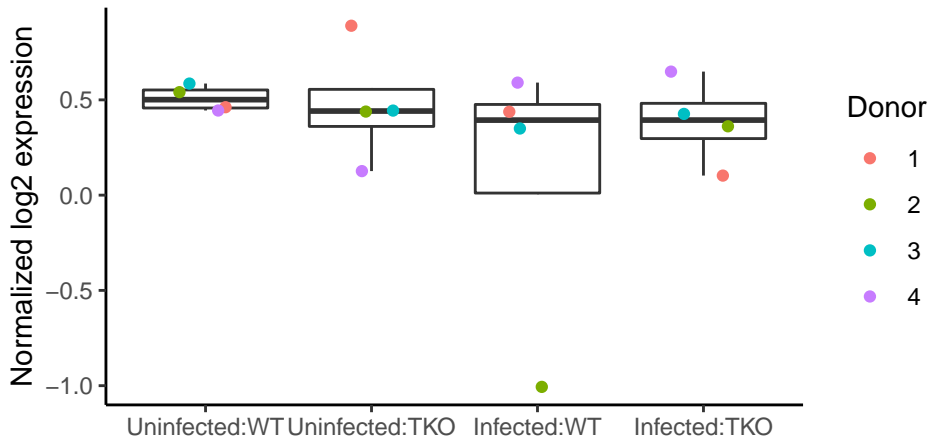 Normalized log2 expression
0.5
0.0
−0.5
−1.0
Uninfected:WT Uninfected:TKO Infected:WT Infected:TKO
Donor
1
2
3
4